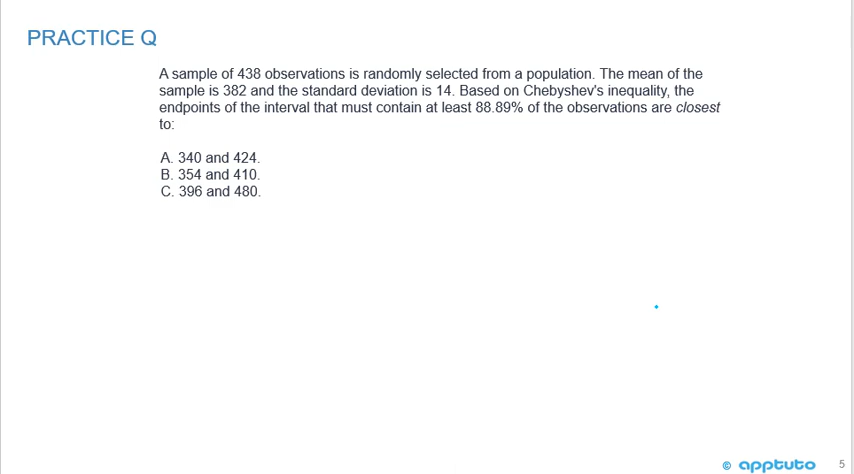 PRACTICE Q
A sample of 438 observations is randomly selected from a population. The mean of the
sample is 382 and the standard deviation is 14. Based on Chebyshev's inequality, the
endpoints of the interval that must contain at least 88.89% of the observations are closest
to:
A. 340 and 424.
B. 354 and 410.
C. 396 and 480.
© apptuto 5